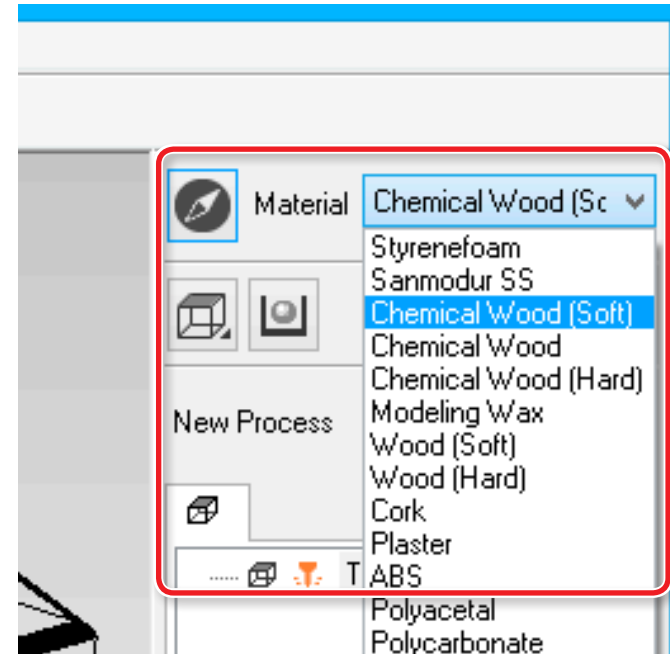 Material Chemical Wood (Sc
Styrenefoam
Sanmodur SS
Chemical Wood (Soft)
Chemical Wood
Chemical Wood (Hard)
Modeling Wax
New Process
Wood (Soft)
Wood (Hard)
Cork
Plaster
T
ABS
Polyacetal
Polycarbonate